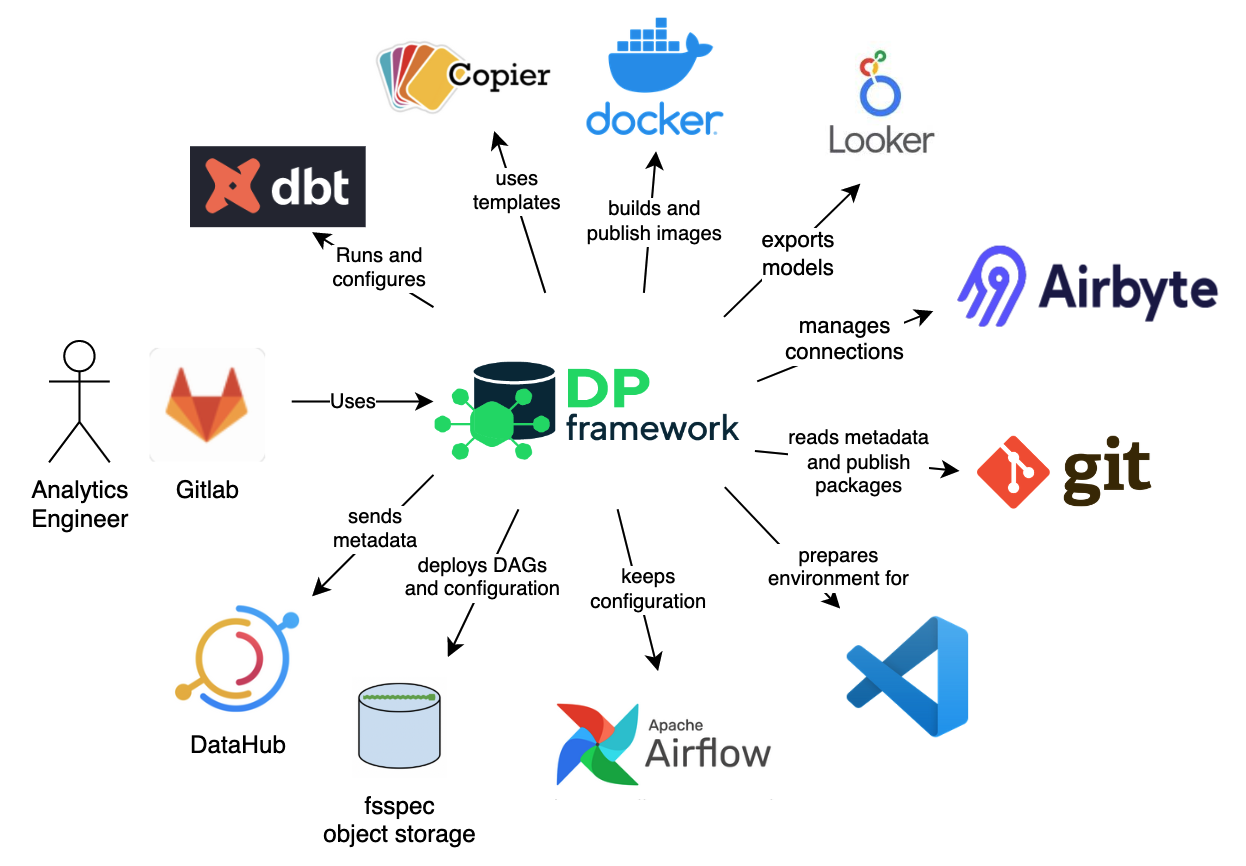 Copier
docker
Looker
dbt
uses
templates
builds and
publish images
exports
models
Runs and
configures
Airbyte
manages
connections
Uses
DP
framework
reads metadata
and publish
packages
git
Analytics
Engineer
Gitlab
sends
metadata
deploys DAGs
and configuration
keeps
configuration
prepares
environment for
DataHub
Apache
Airflow
fsspec
object storage